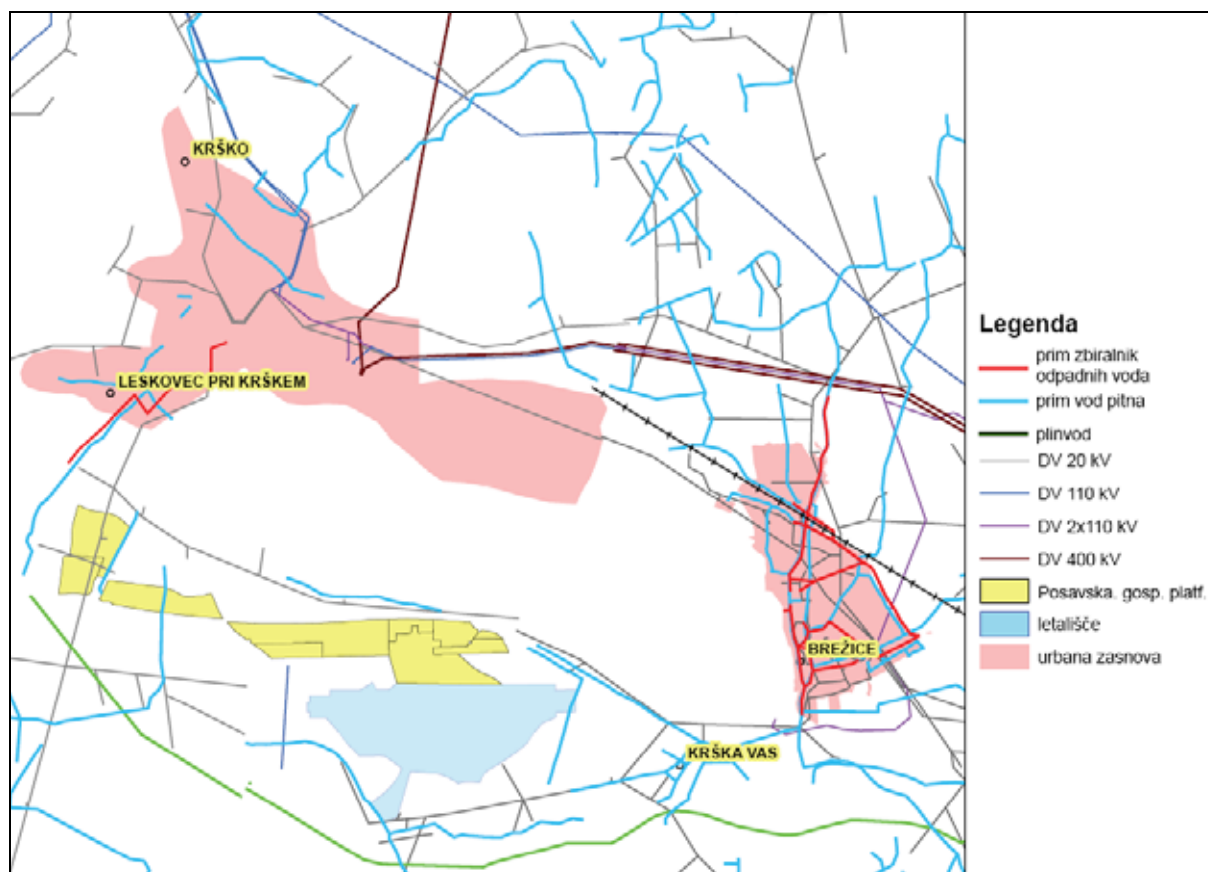 KRŠKO
LESKOVEC PRI KRŠKEM
BREŽICE
KRŠKA VAS
Legenda
prim zbiralnik
odpadnih voda
prim vod pitna
plinvod
DV 20 kV
DV 110 kV
DV 2x110 kV
DV 400 kV
Posavska. gosp. platf.
letališče
urbana zasnova